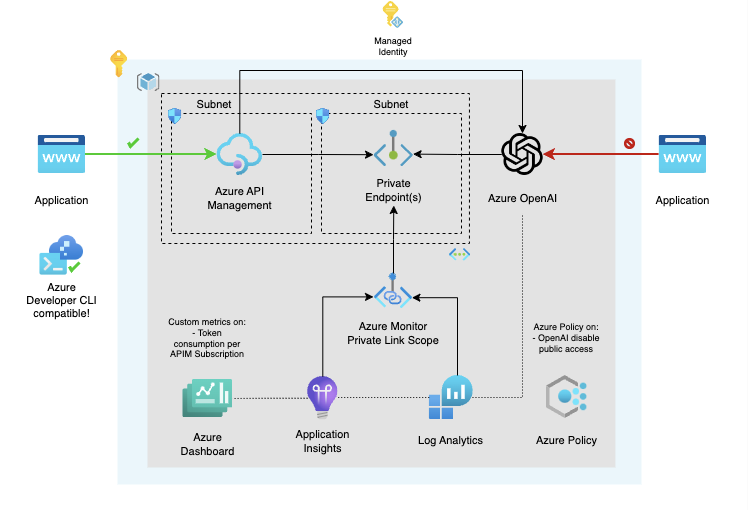 Managed
Identity
Subnet
Subnet
WWW
Application
Azure API
Management
Private
Endpoint(s)
Azure OpenAI
WWW
Application
Azure
Developer CLI
compatible!
Azure Monitor
Private Link Scope
Custom metrics on:
- Token
consumption per
APIM Subscription
Azure Policy on:
- OpenAI disable
public access
Azure
Dashboard
Application
Insights
Log Analytics
Azure Policy